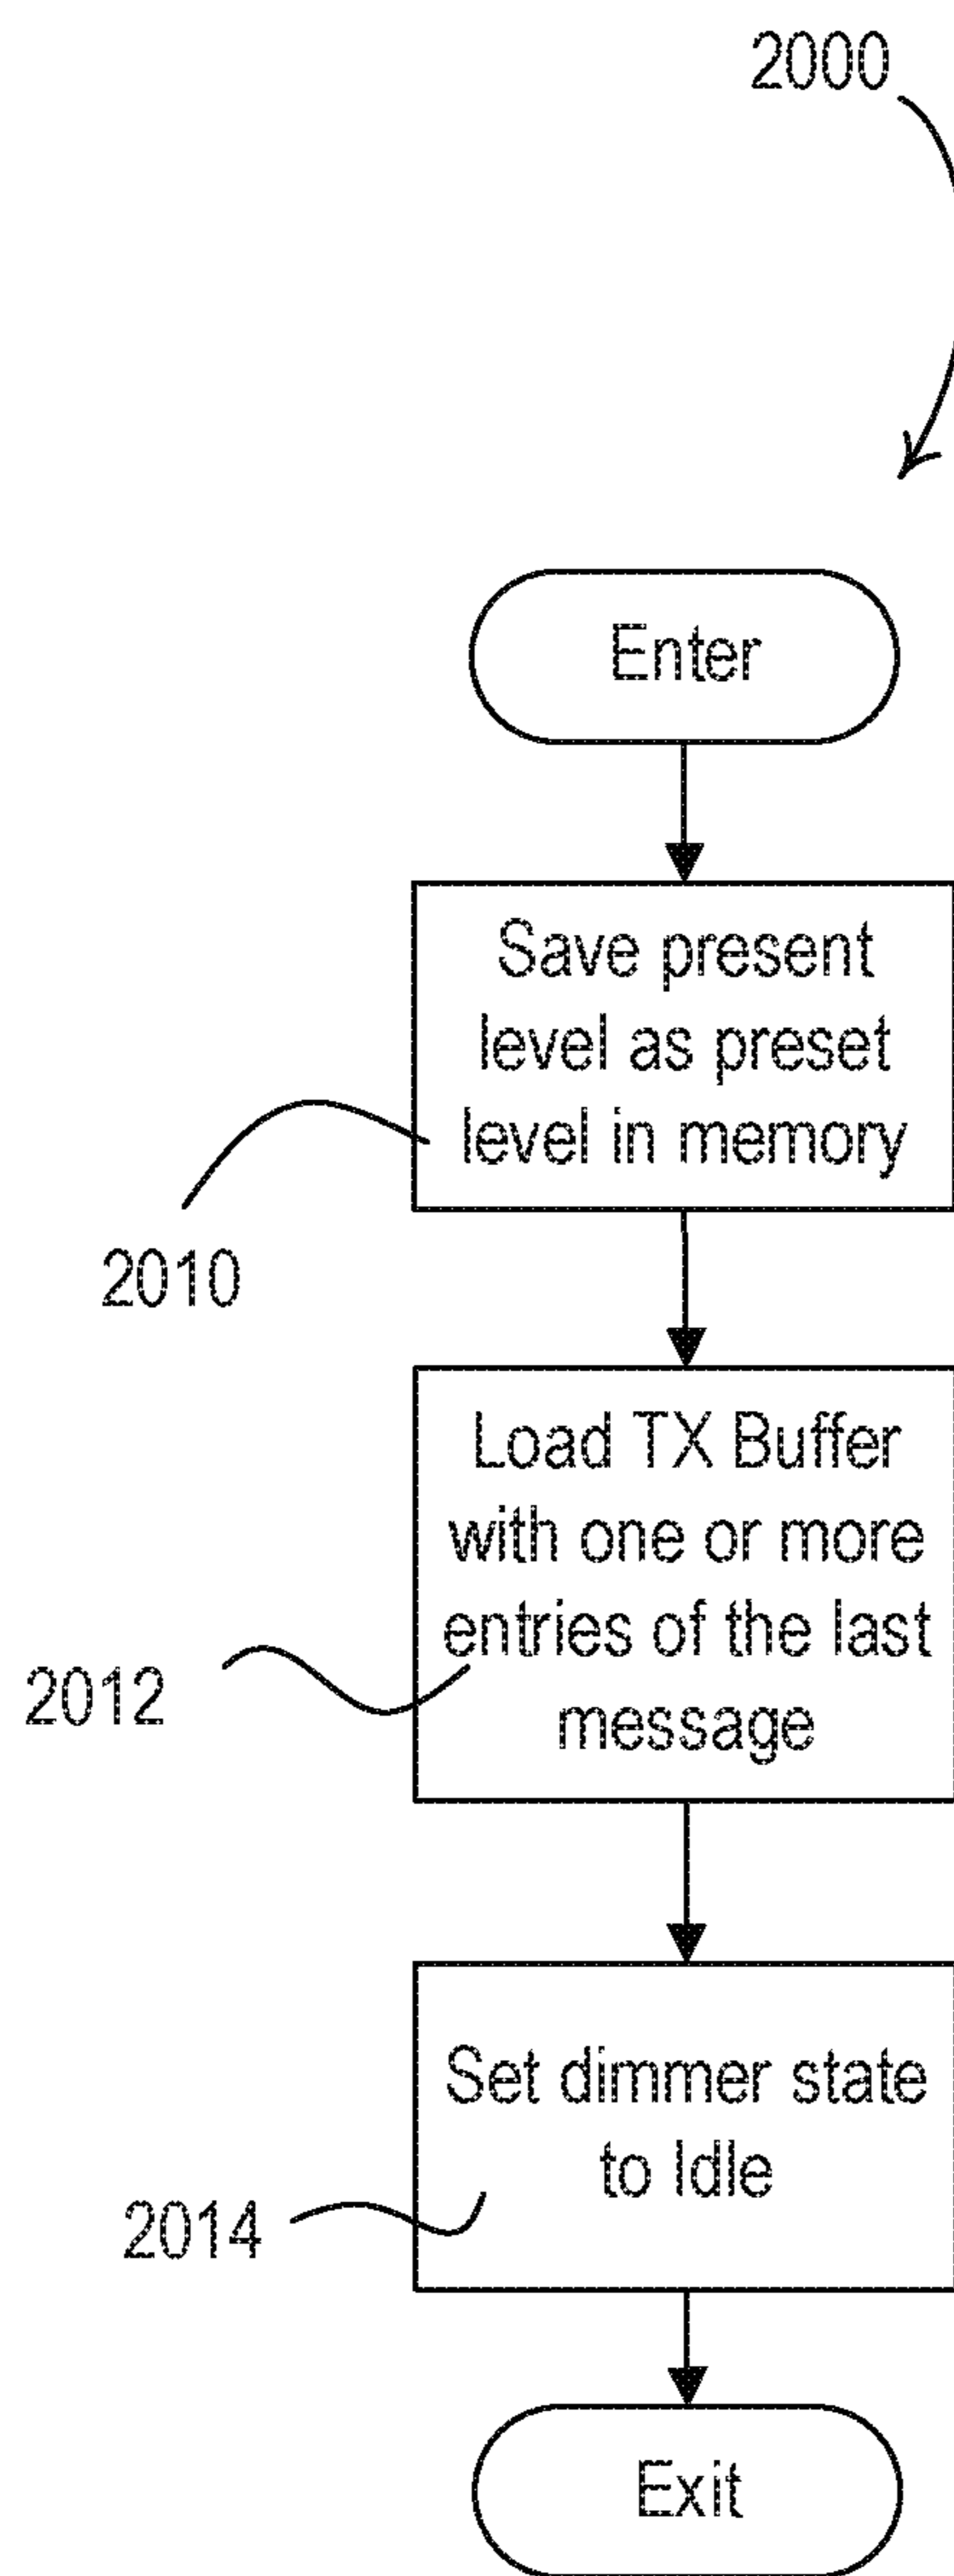 2000
Enter
Save present
level as preset
level in memory
2010
Load TX Buffer
with one or more
entries of the last
message
2012
Set dimmer state
to Idle
2014
Exit